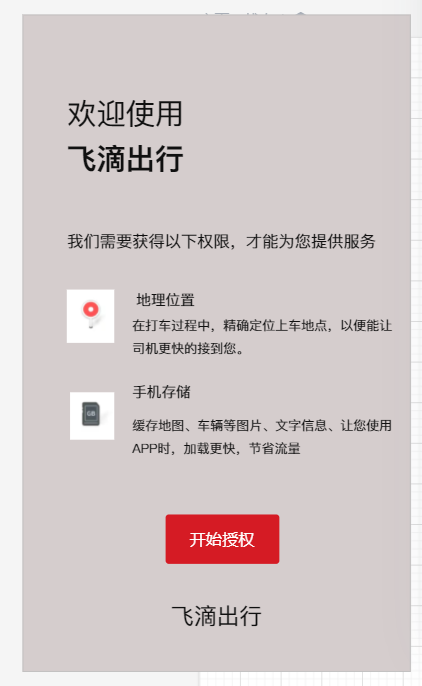 欢迎使用
飞滴出行
我们需要获得以下权限，才能为您提供服务
地理位置
在打车过程中，精确定位上车地点，以便能让
司机更快的接到您。
GB
手机存储
缓存地图、车辆等图片、文字信息、让您使用
APP时，加载更快，节省流量
开始授权
飞滴出行